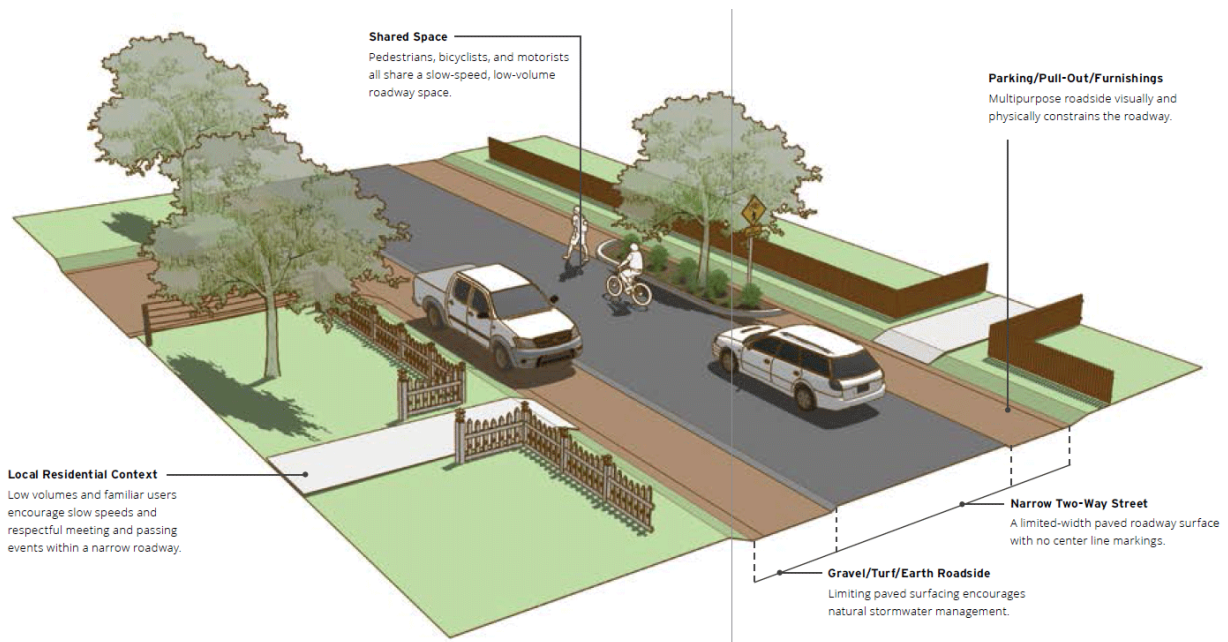 Shared Space
Pedestrians, bicyclists, and motorists
all share a slow-speed, low-volume
roadway space.
Parking/Pull-Out/Furnishings
Multipurpose roadside visually and
physically constrains the roadway.
Local Residential Context
Low volumes and familiar users
encourage slow speeds and
respectful meeting and passing
events within a narrow roadway.
Narrow Two-Way Street
A limited-width paved roadway surface
with no center line markings.
Gravel/Turf/Earth Roadside
Limiting paved surfacing encourages
natural stormwater management.